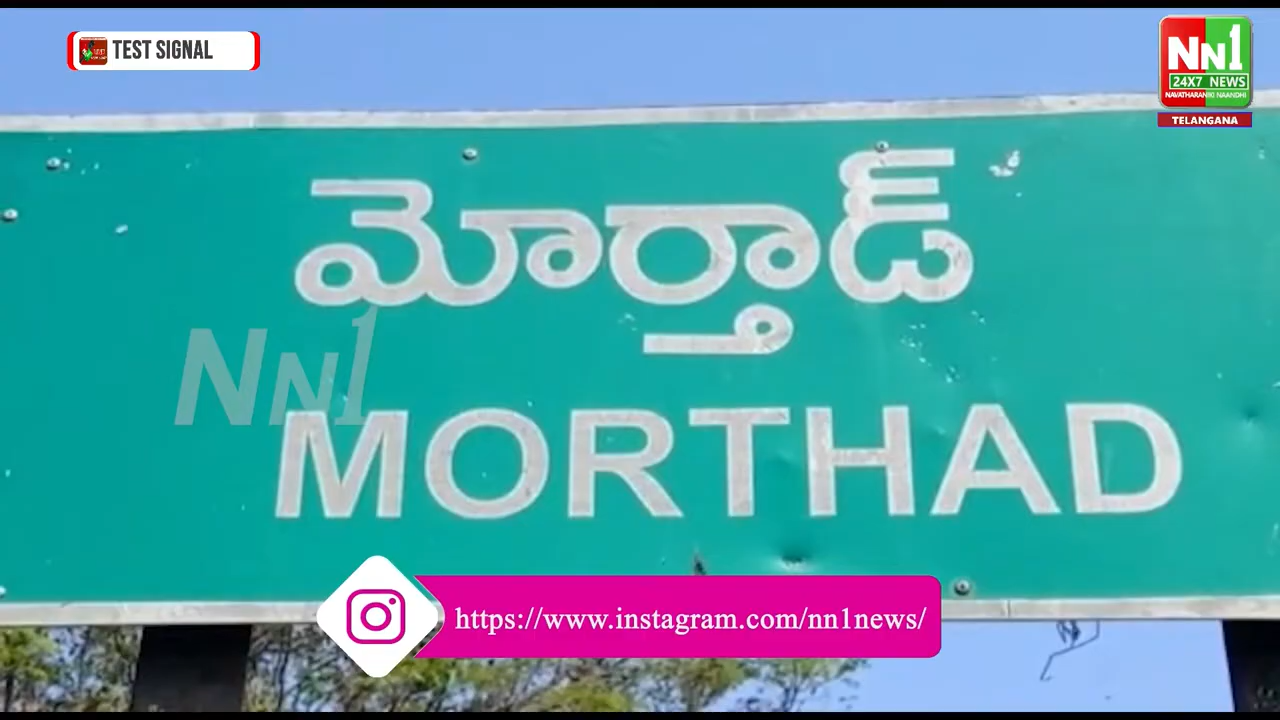 TEST SIGNAL
NN1
24X7 NEWS
NAVATHARANIKI NAANDHI
TELANGANA
మోర్తాడ్
NN1
MORTHAD
https://www.instagram.com/nn1news/